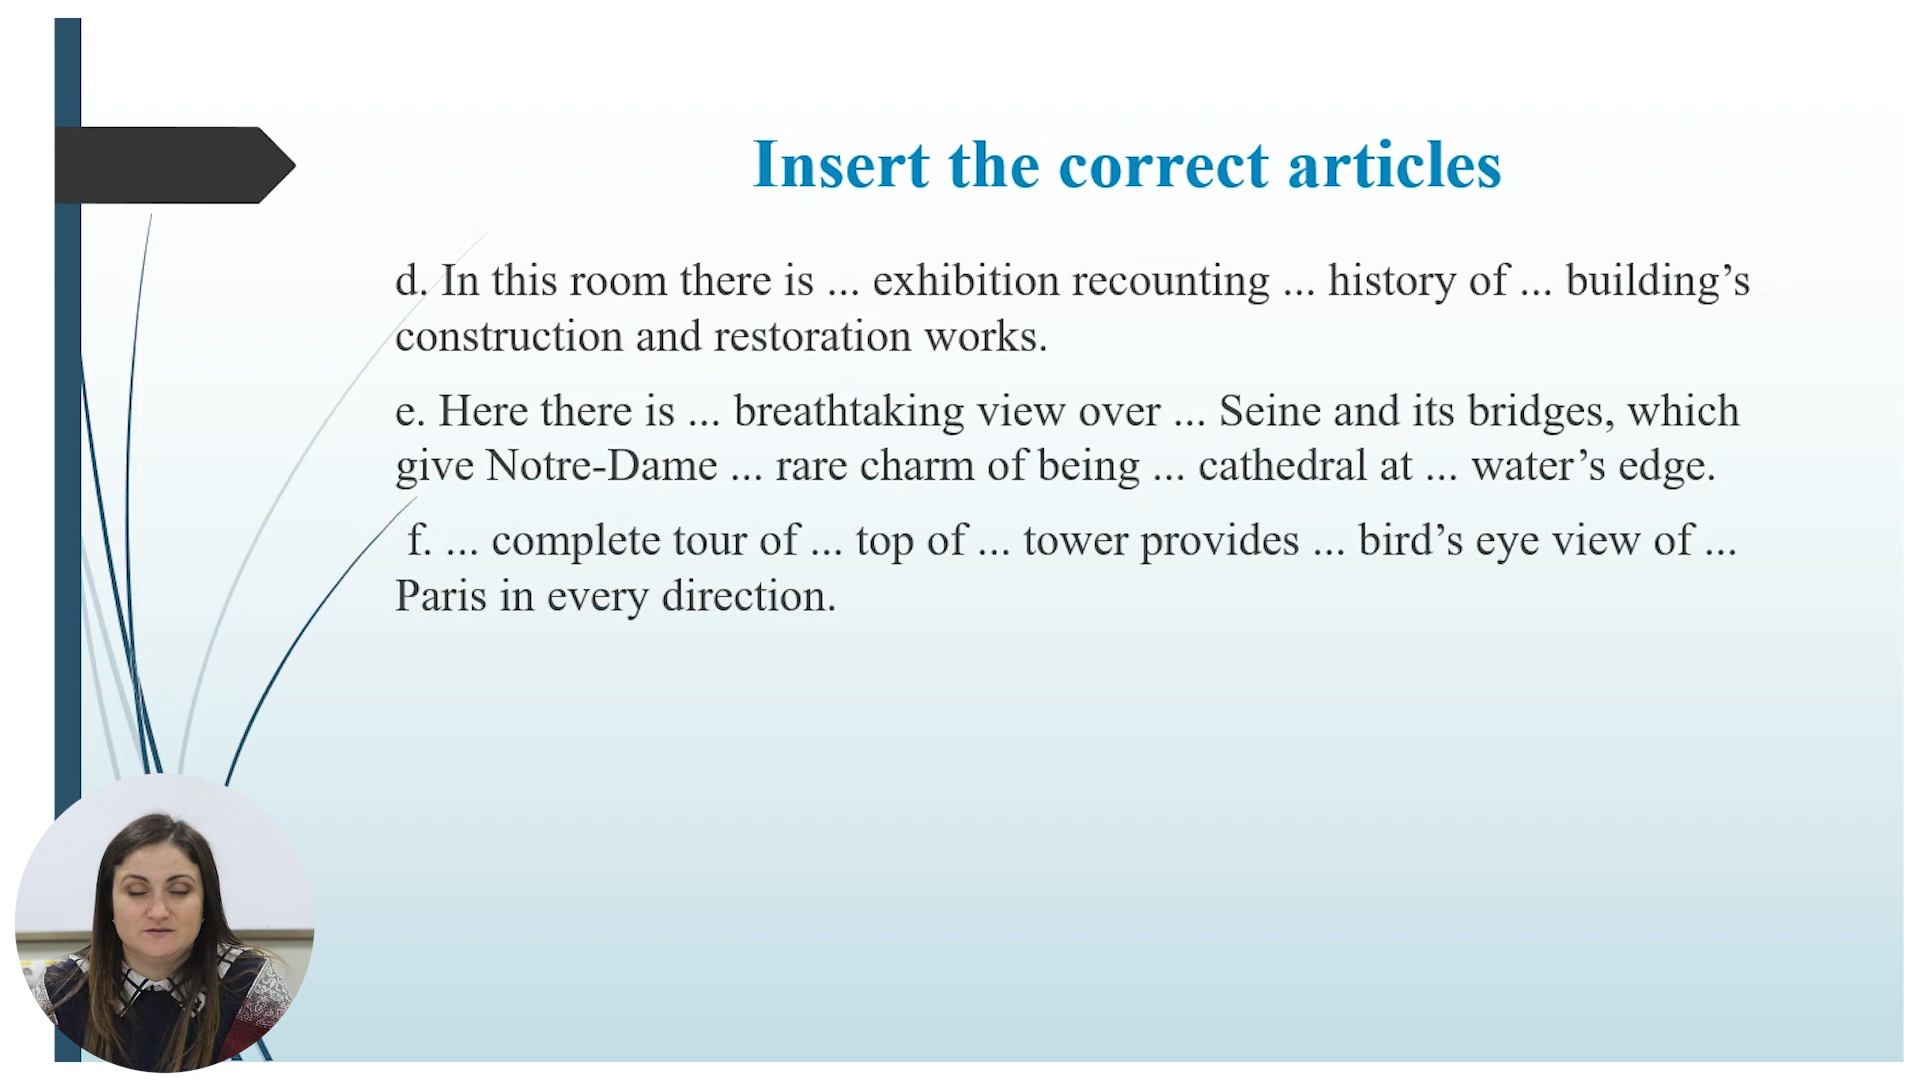 Insert the correct articles
d. In this room there is ... exhibition recounting ... history of ... building’s
construction and restoration works.
e. Here there is ... breathtaking view over ... Seine and its bridges, which
give Notre-Dame ... rare charm of being ... cathedral at ... water’s edge.
f. ... complete tour of ... top of ... tower provides ... bird’s eye view of ...
Paris in every direction.